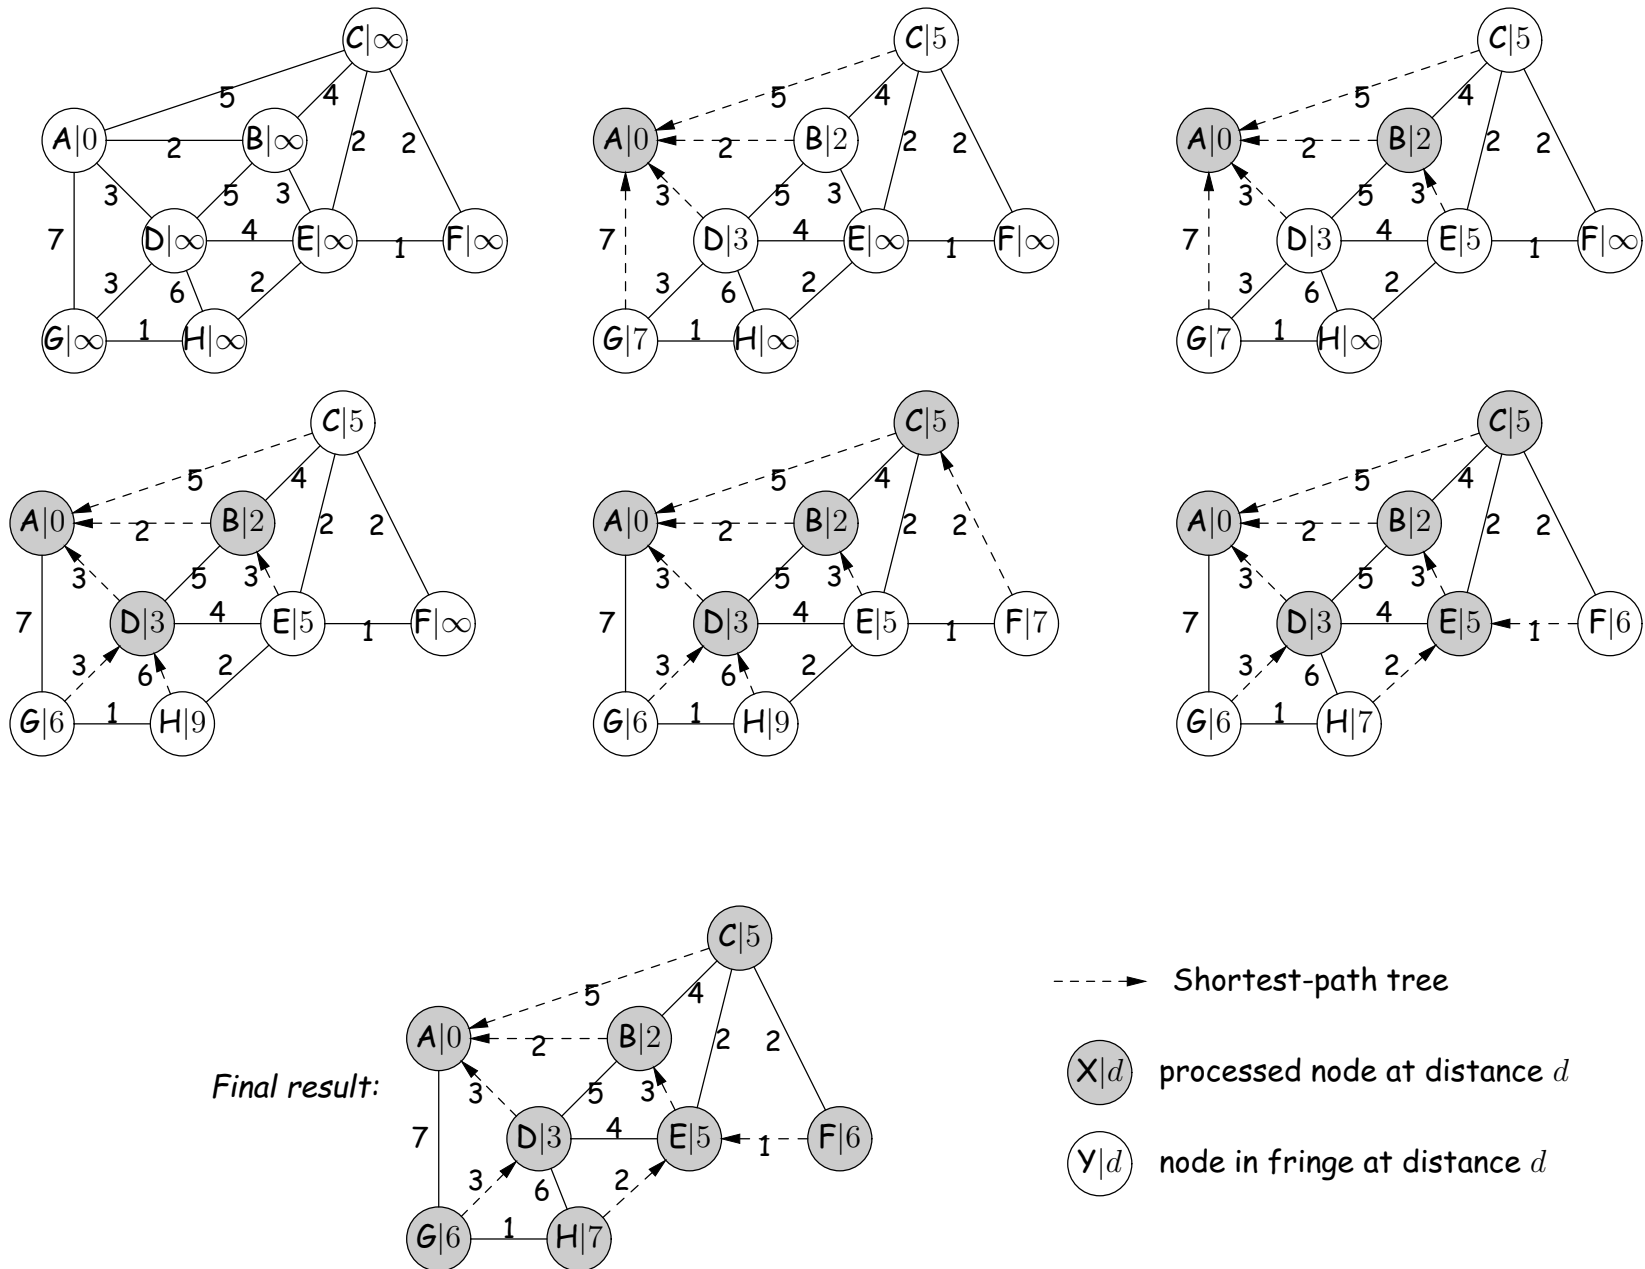 C|∞ C|5 C|5
5 4 5 4 5 4
A|0 2 B|∞ 2 2 A|0 2 B|2 2 2 A|0 2 B|2 2 2
3 5 3 3 5 3 3 5 3
7 D|∞ 4 E|∞ 1 F|∞ 7 D|3 4 E|∞ 1 F|∞ 7 D|3 4 E|5 1 F|∞
3 6 2 3 6 2 3 6 2
G|∞ 1 H|∞ G|7 1 H|∞ G|7 1 H|∞
C|5 C|5 C|5
5 4 5 4 5 4
A|0 2 B|2 2 2 A|0 2 B|2 2 2 A|0 2 B|2 2 2
3 5 3 3 5 3 3 5 3
7 D|3 4 E|5 1 F|∞ 7 D|3 4 E|5 1 F|7 7 D|3 4 E|5 1 F|6
3 6 2 3 6 2 3 6 2
G|6 1 H|9 G|6 1 H|9 G|6 1 H|7
C|5
5 4
A|0 2 B|2 2 2
Final result:
3 5 3
7 D|3 4 E|5 1 F|6
3 6 2
G|6 1 H|7
Shortest-path tree
X|d processed node at distance d
Y|d node in fringe at distance d